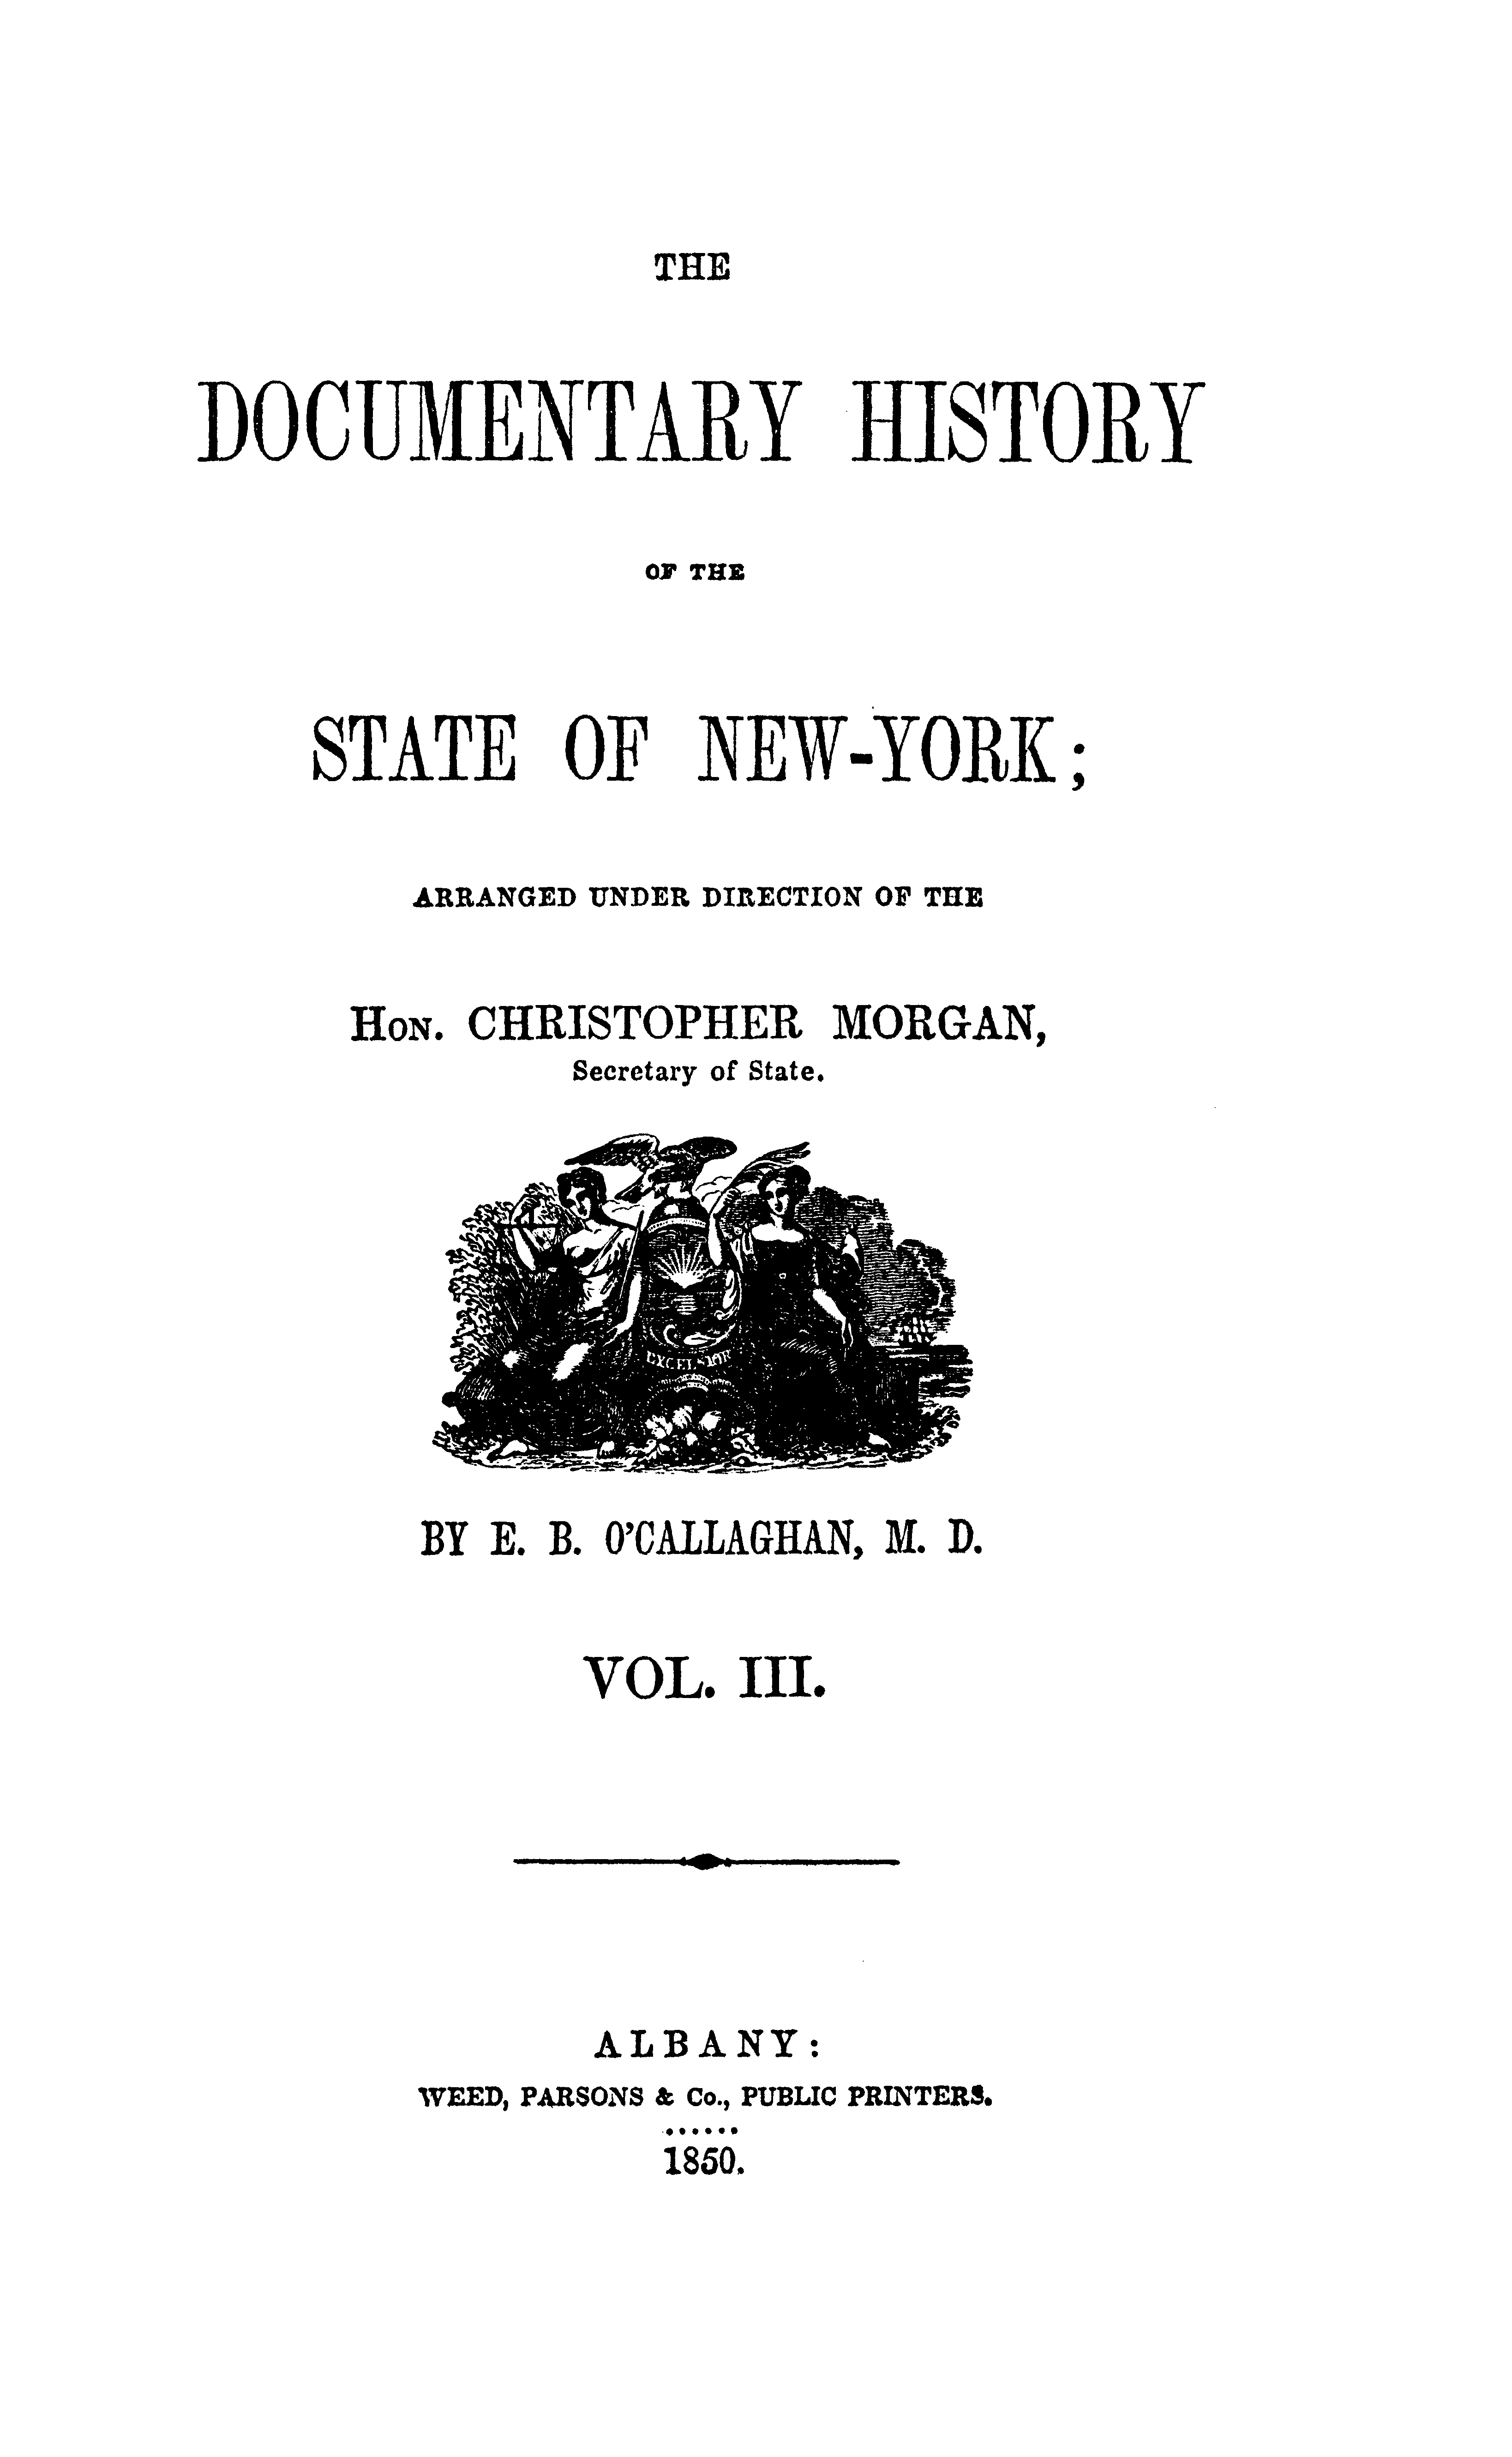 THE
DOCUMENTARY HISTORY
OF THE
STATE OF NEW-YORK;
ARRANGED UNDER DIRECTION OF THE
HON. CHRISTOPHER MORGAN,
Secretary of State.
EXCELSIOR
BY E. B. O'CALLAGHAN, M. D.
VOL. III.
ALBANY:
WEED, PARSONS & Co., PUBLIC PRINTERS.
......
1850.